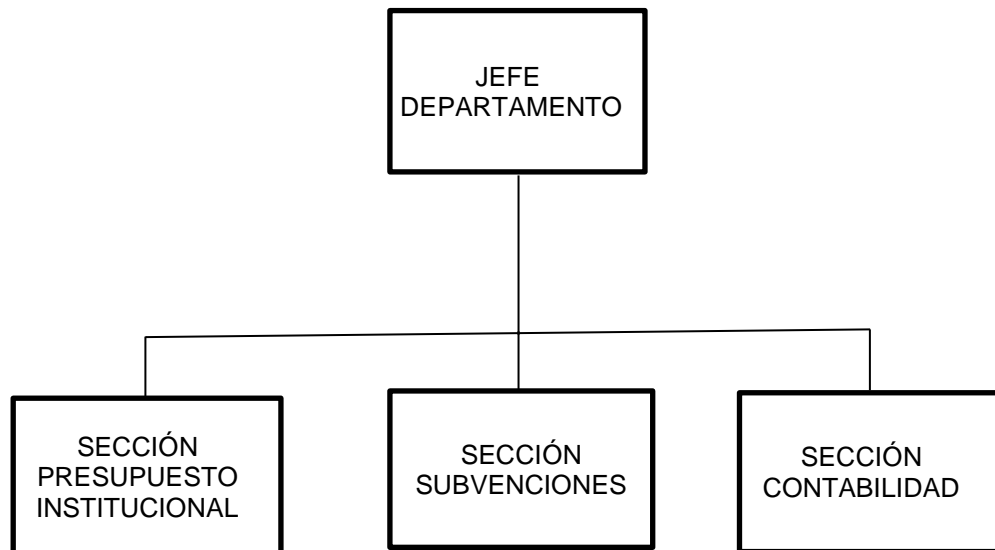 JEFE
DEPARTAMENTO
SECCIÓN
PRESUPUESTO
INSTITUCIONAL
SECCIÓN
SUBVENCIONES
SECCIÓN
CONTABILIDAD